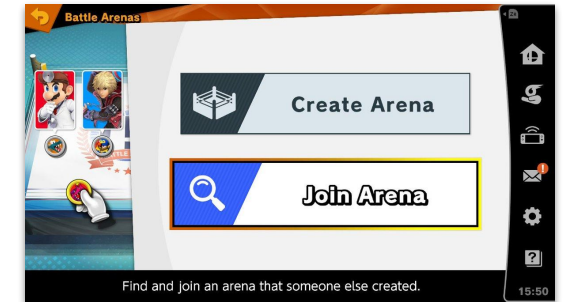 Battle Arenas
Create Arena
Join Arena
Find and join an arena that someone else created.
?
15:50